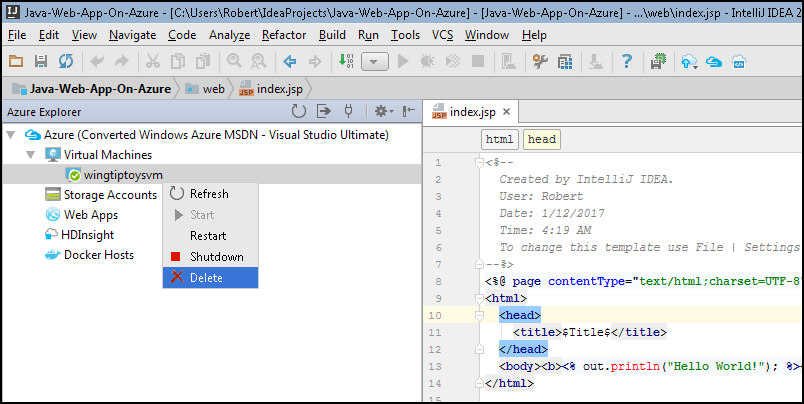 Java-Web-App-On-Azure - [C:\Users\Robert\IdeaProjects\Java-Web-App-On-Azure] - [Java-Web-App-On-Azure] - ...\web\index.jsp - IntelliJ IDEA 2
File Edit View Navigate Code Analyze Refactor Build Run Tools VCS Window Help
Java-Web-App-On-Azure web index.jsp
Azure Explorer
Azure (Converted Windows Azure MSDN - Visual Studio Ultimate)
Virtual Machines
wingtiptoysvm
Storage Accounts
Web Apps
HDInsight
Docker Hosts
Refresh
Start
Restart
Shutdown
Delete
index.jsp
html head
1 <%--
2 Created by IntelliJ IDEA.
3 User: Robert
4 Date: 1/12/2017
5 Time: 4:19 AM
6 To change this template use File | Settings
7 --%>
8 <%@ page contentType="text/html;charset=UTF-8
9 <html>
10 <head>
11 <title>$Title$</title>
12 </head>
13 <body><b><% out.println("Hello World!"); %><
14 </html>